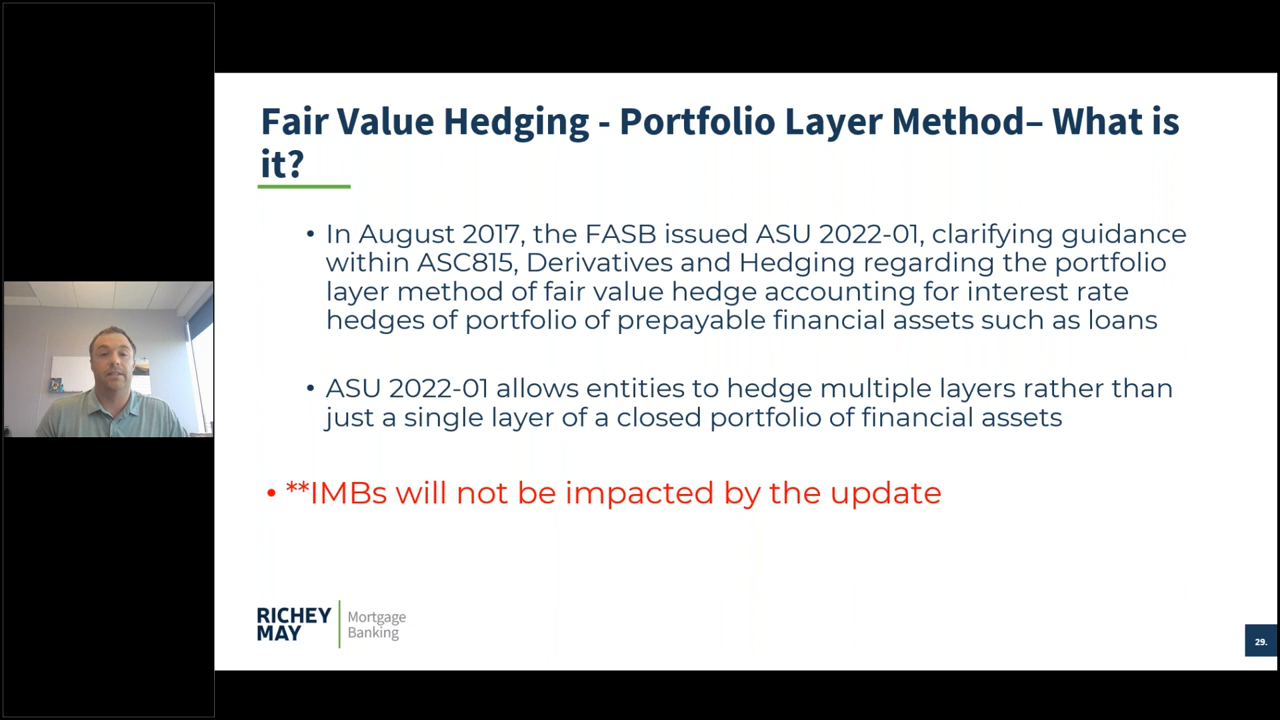 Fair Value Hedging - Portfolio Layer Method– What is
it?
• In August 2017, the FASB issued ASU 2022-01, clarifying guidance
within ASC815, Derivatives and Hedging regarding the portfolio
layer method of fair value hedge accounting for interest rate
hedges of portfolio of prepayable financial assets such as loans
• ASU 2022-01 allows entities to hedge multiple layers rather than
just a single layer of a closed portfolio of financial assets
• **IMBs will not be impacted by the update
RICHEY
MAY
Mortgage
Banking
29.